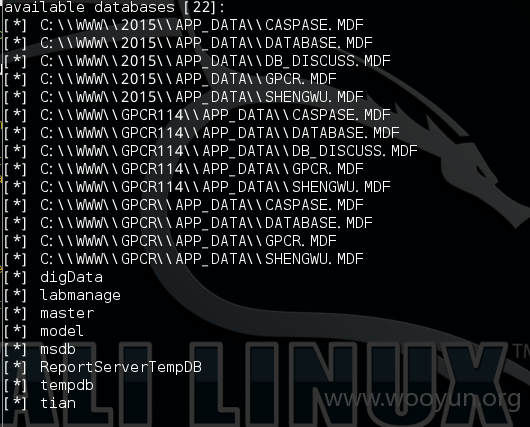 available databases [22]:
[*] C:\\WWW\\2015\\APP_DATA\\CASPASE.MDF
[*] C:\\WWW\\2015\\APP_DATA\\DATABASE.MDF
[*] C:\\WWW\\2015\\APP_DATA\\DB_DISCUSS.MDF
[*] C:\\WWW\\2015\\APP_DATA\\GPCR.MDF
[*] C:\\WWW\\2015\\APP_DATA\\SHENGWU.MDF
[*] C:\\WWW\\GPCR114\\APP_DATA\\CASPASE.MDF
[*] C:\\WWW\\GPCR114\\APP_DATA\\DATABASE.MDF
[*] C:\\WWW\\GPCR114\\APP_DATA\\DB_DISCUSS.MDF
[*] C:\\WWW\\GPCR114\\APP_DATA\\GPCR.MDF
[*] C:\\WWW\\GPCR114\\APP_DATA\\SHENGWU.MDF
[*] C:\\WWW\\GPCR\\APP_DATA\\CASPASE.MDF
[*] C:\\WWW\\GPCR\\APP_DATA\\DATABASE.MDF
[*] C:\\WWW\\GPCR\\APP_DATA\\GPCR.MDF
[*] C:\\WWW\\GPCR\\APP_DATA\\SHENGWU.MDF
[*] digData
[*] labmanage
[*] master
[*] model
[*] msdb
[*] ReportServerTempDB
[*] tempdb
[*] tian
ALI LINUX™
www.wooyun.org